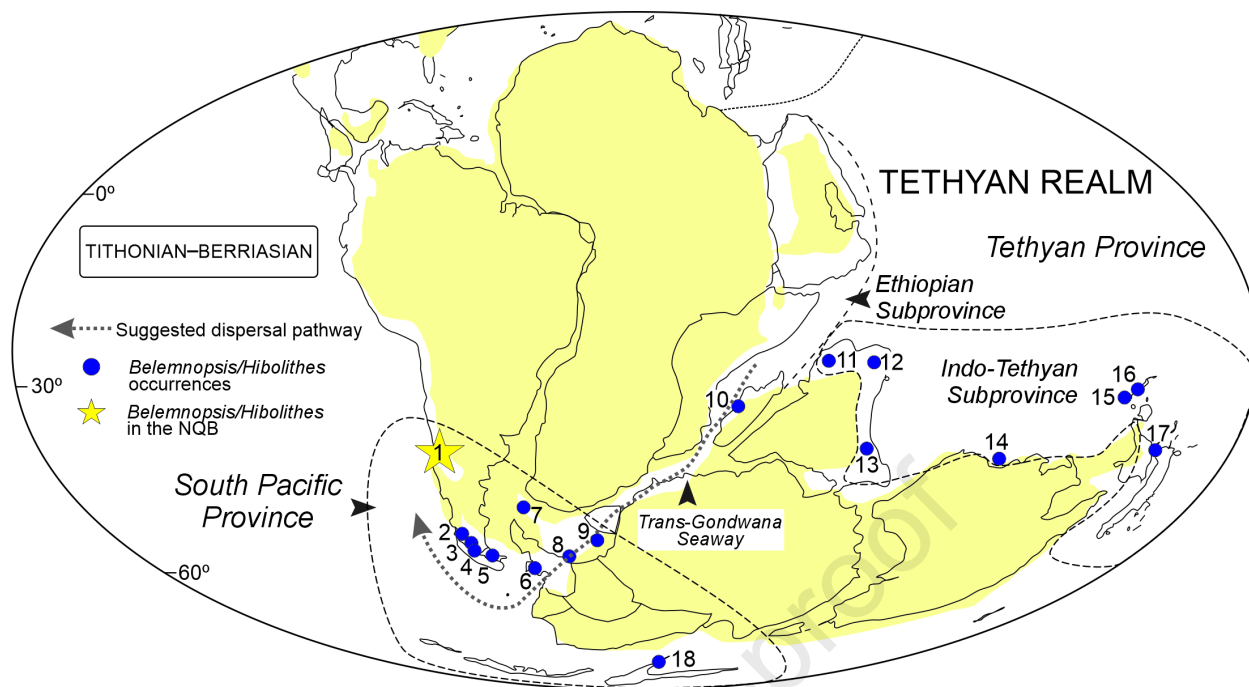 0º
TETHYAN REALM
TITHONIAN–BERRIASIAN
Tethyan Province
Ethiopian
Subprovince
Suggested dispersal pathway
Belemnopsis/Hibolithes
occurrences
Belemnopsis/Hibolithes
in the NQB
30º
11
12
Indo-Tethyan
Subprovince
16
15
10
1
17
13
14
South Pacific
Province
Trans-Gondwana
Seaway
7
2
3
4
5
6
8
9
60º
18
proof